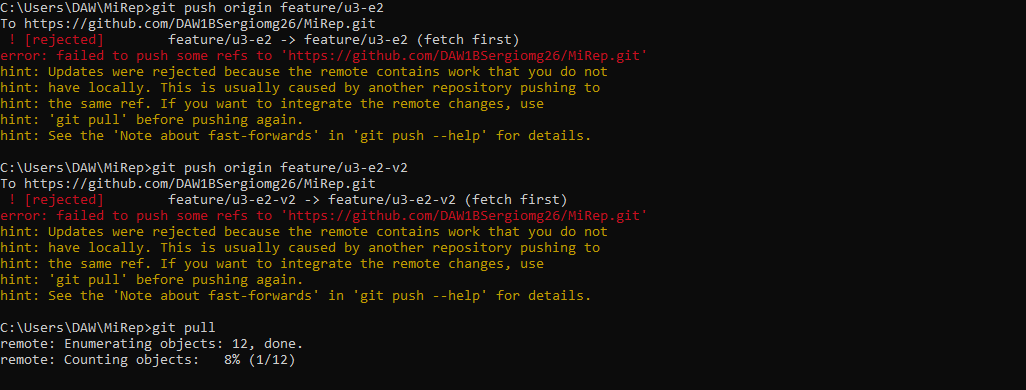 C:\Users\DAW\MiRep>git push origin feature/u3-e2
To https://github.com/DAW1BSergiomg26/MiRep.git
 ! [rejected]        feature/u3-e2 -> feature/u3-e2 (fetch first)
error: failed to push some refs to 'https://github.com/DAW1BSergiomg26/MiRep.git'
hint: Updates were rejected because the remote contains work that you do not
hint: have locally. This is usually caused by another repository pushing to
hint: the same ref. If you want to integrate the remote changes, use
hint: 'git pull' before pushing again.
hint: See the 'Note about fast-forwards' in 'git push --help' for details.
C:\Users\DAW\MiRep>git push origin feature/u3-e2-v2
To https://github.com/DAW1BSergiomg26/MiRep.git
 ! [rejected]        feature/u3-e2-v2 -> feature/u3-e2-v2 (fetch first)
error: failed to push some refs to 'https://github.com/DAW1BSergiomg26/MiRep.git'
hint: Updates were rejected because the remote contains work that you do not
hint: have locally. This is usually caused by another repository pushing to
hint: the same ref. If you want to integrate the remote changes, use
hint: 'git pull' before pushing again.
hint: See the 'Note about fast-forwards' in 'git push --help' for details.
C:\Users\DAW\MiRep>git pull
remote: Enumerating objects: 12, done.
remote: Counting objects:   8% (1/12)